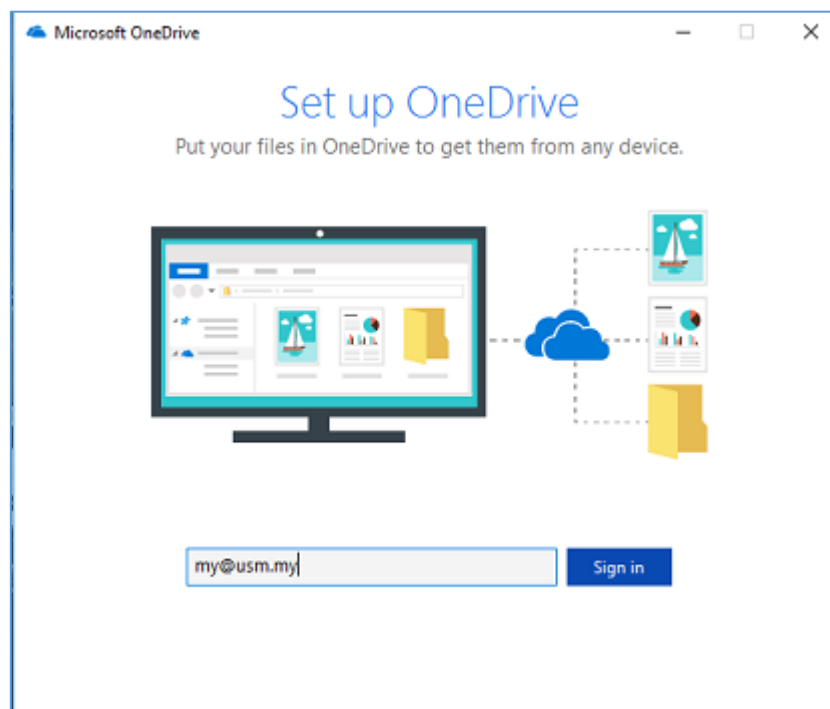 Microsoft OneDrive
Set up OneDrive
Put your files in OneDrive to get them from any device.
my@usm.my
Sign in